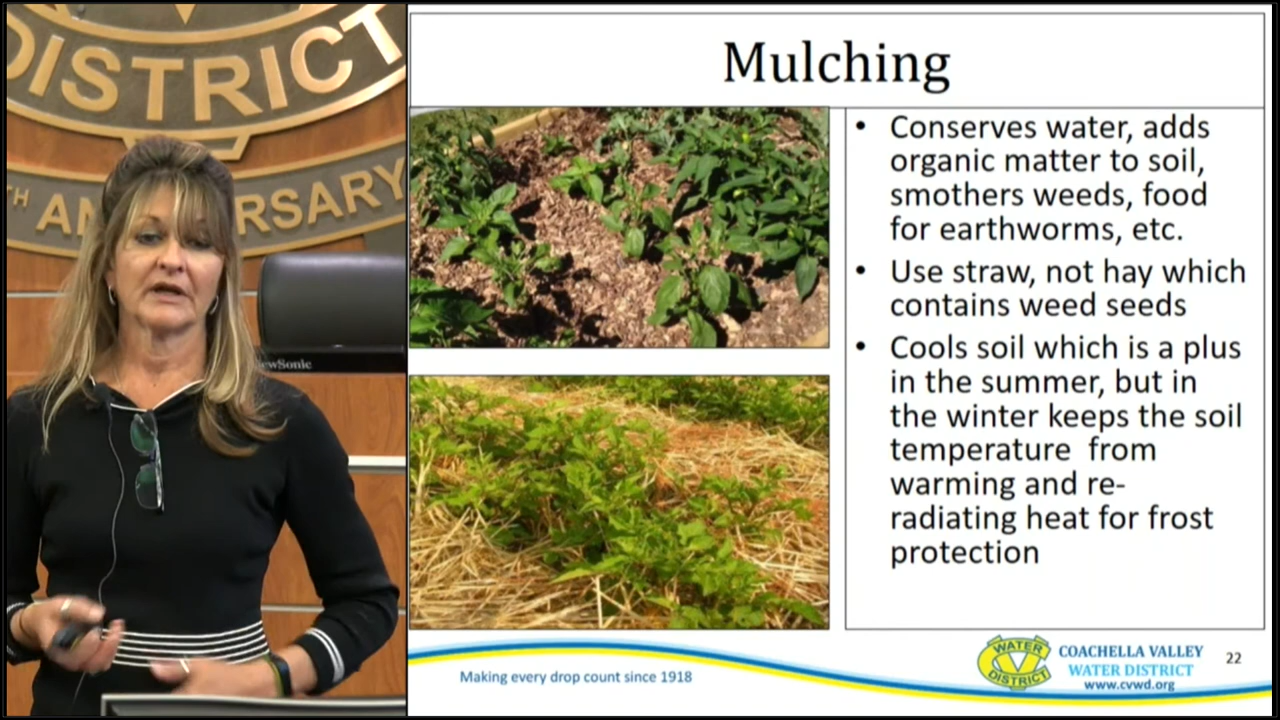 DISTRICT
TH ANNIVERSARY
ewSonic
Mulching
• Conserves water, adds
organic matter to soil,
smothers weeds, food
for earthworms, etc.
• Use straw, not hay which
contains weed seeds
• Cools soil which is a plus
in the summer, but in
the winter keeps the soil
temperature from
warming and re-
radiating heat for frost
protection
Making every drop count since 1918
WATER
DISTRICT
COACHELLA VALLEY
WATER DISTRICT
www.cvwd.org
22